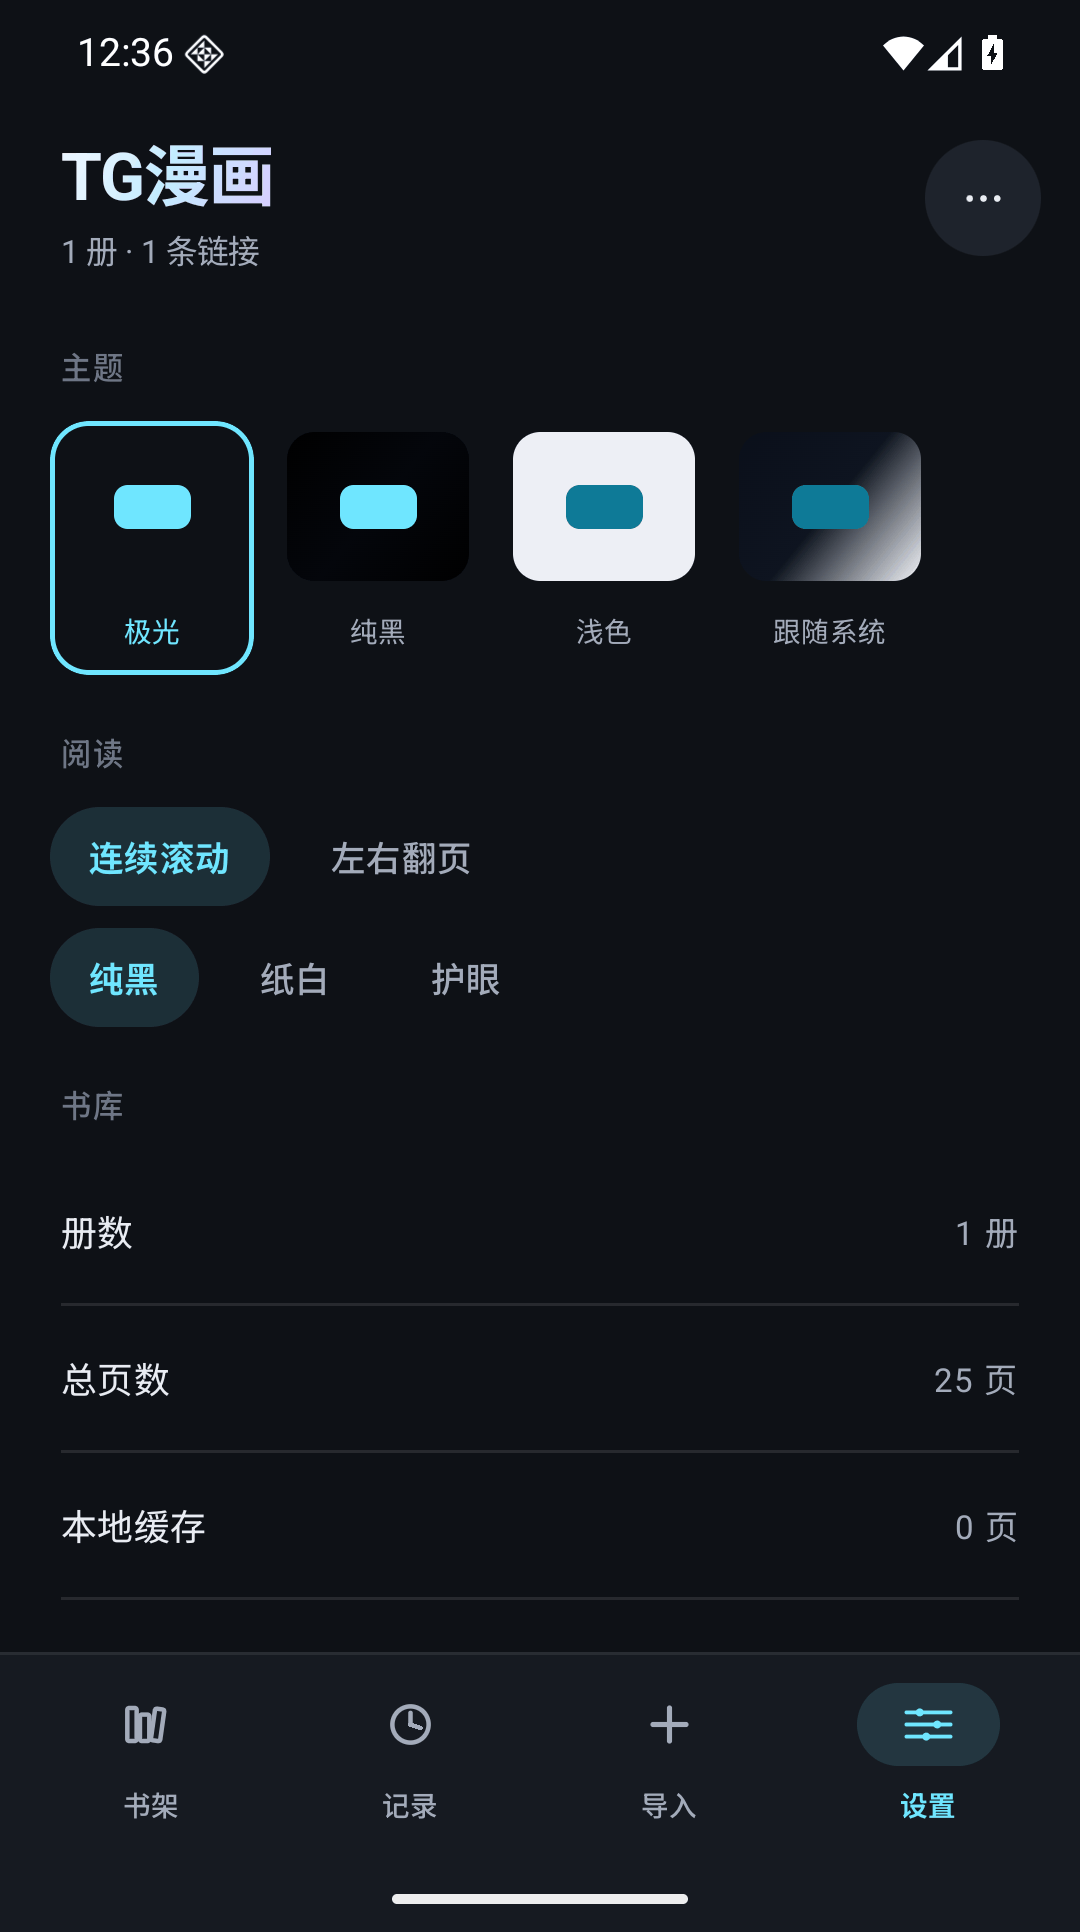 12:36
TG漫画
1 册 · 1 条链接
主题
极光 纯黑 浅色 跟随系统
阅读
连续滚动 左右翻页
纯黑 纸白 护眼
书库
册数 1 册
总页数 25 页
本地缓存 0 页
书架 记录 导入 设置